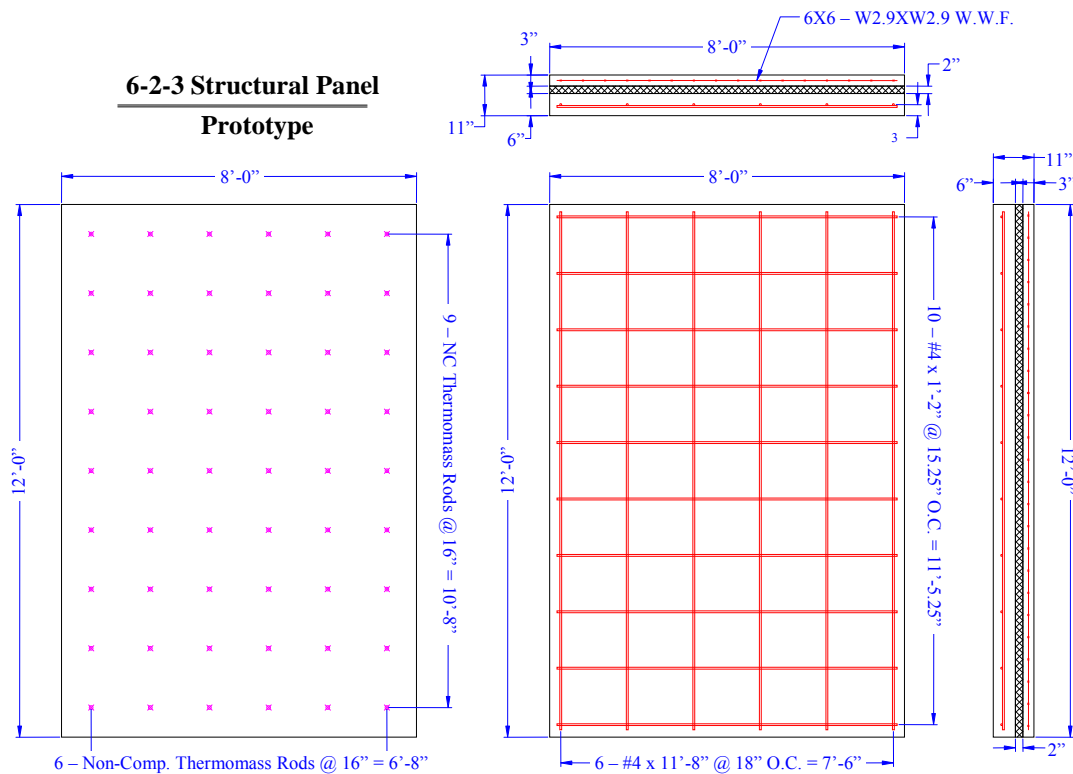 6X6 – W2.9XW2.9 W.W.F.
3”
8’-0”
2”
6-2-3 Structural Panel
Prototype
11”
6”
3
8’-0”
8’-0”
11”
6”
3”
12’-0”
9 – NC Thermomass Rods @ 16” = 10’-8”
12’-0”
10 – #4 x 1’-2” @ 15.25” O.C. = 11’-5.25”
12’-0”
6 – Non-Comp. Thermomass Rods @ 16” = 6’-8”
6 – #4 x 11’-8” @ 18” O.C. = 7’-6”
2”